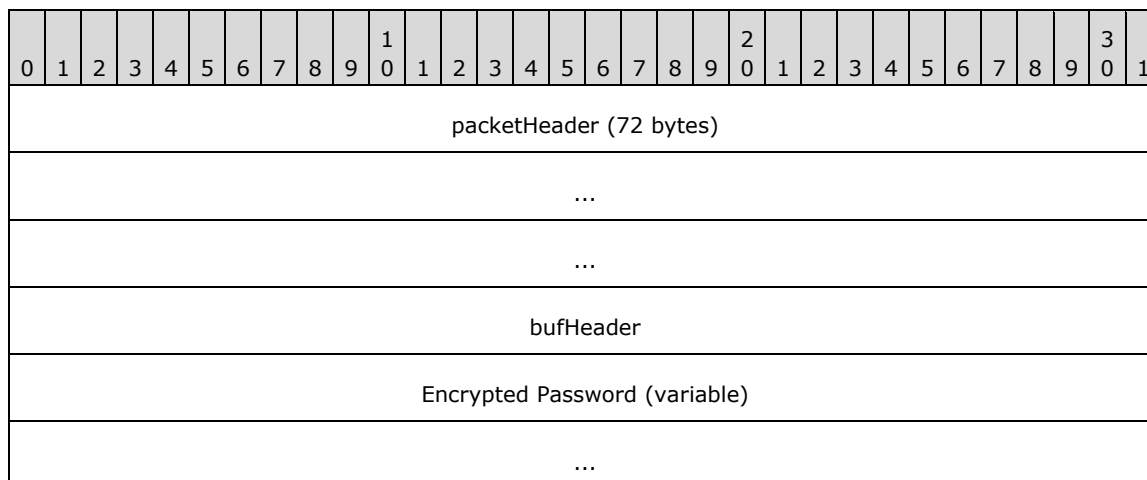 1 2 3
0 1 2 3 4 5 6 7 8 9 0 1 2 3 4 5 6 7 8 9 0 1 2 3 4 5 6 7 8 9 0 1
packetHeader (72 bytes)
...
...
bufHeader
Encrypted Password (variable)
...